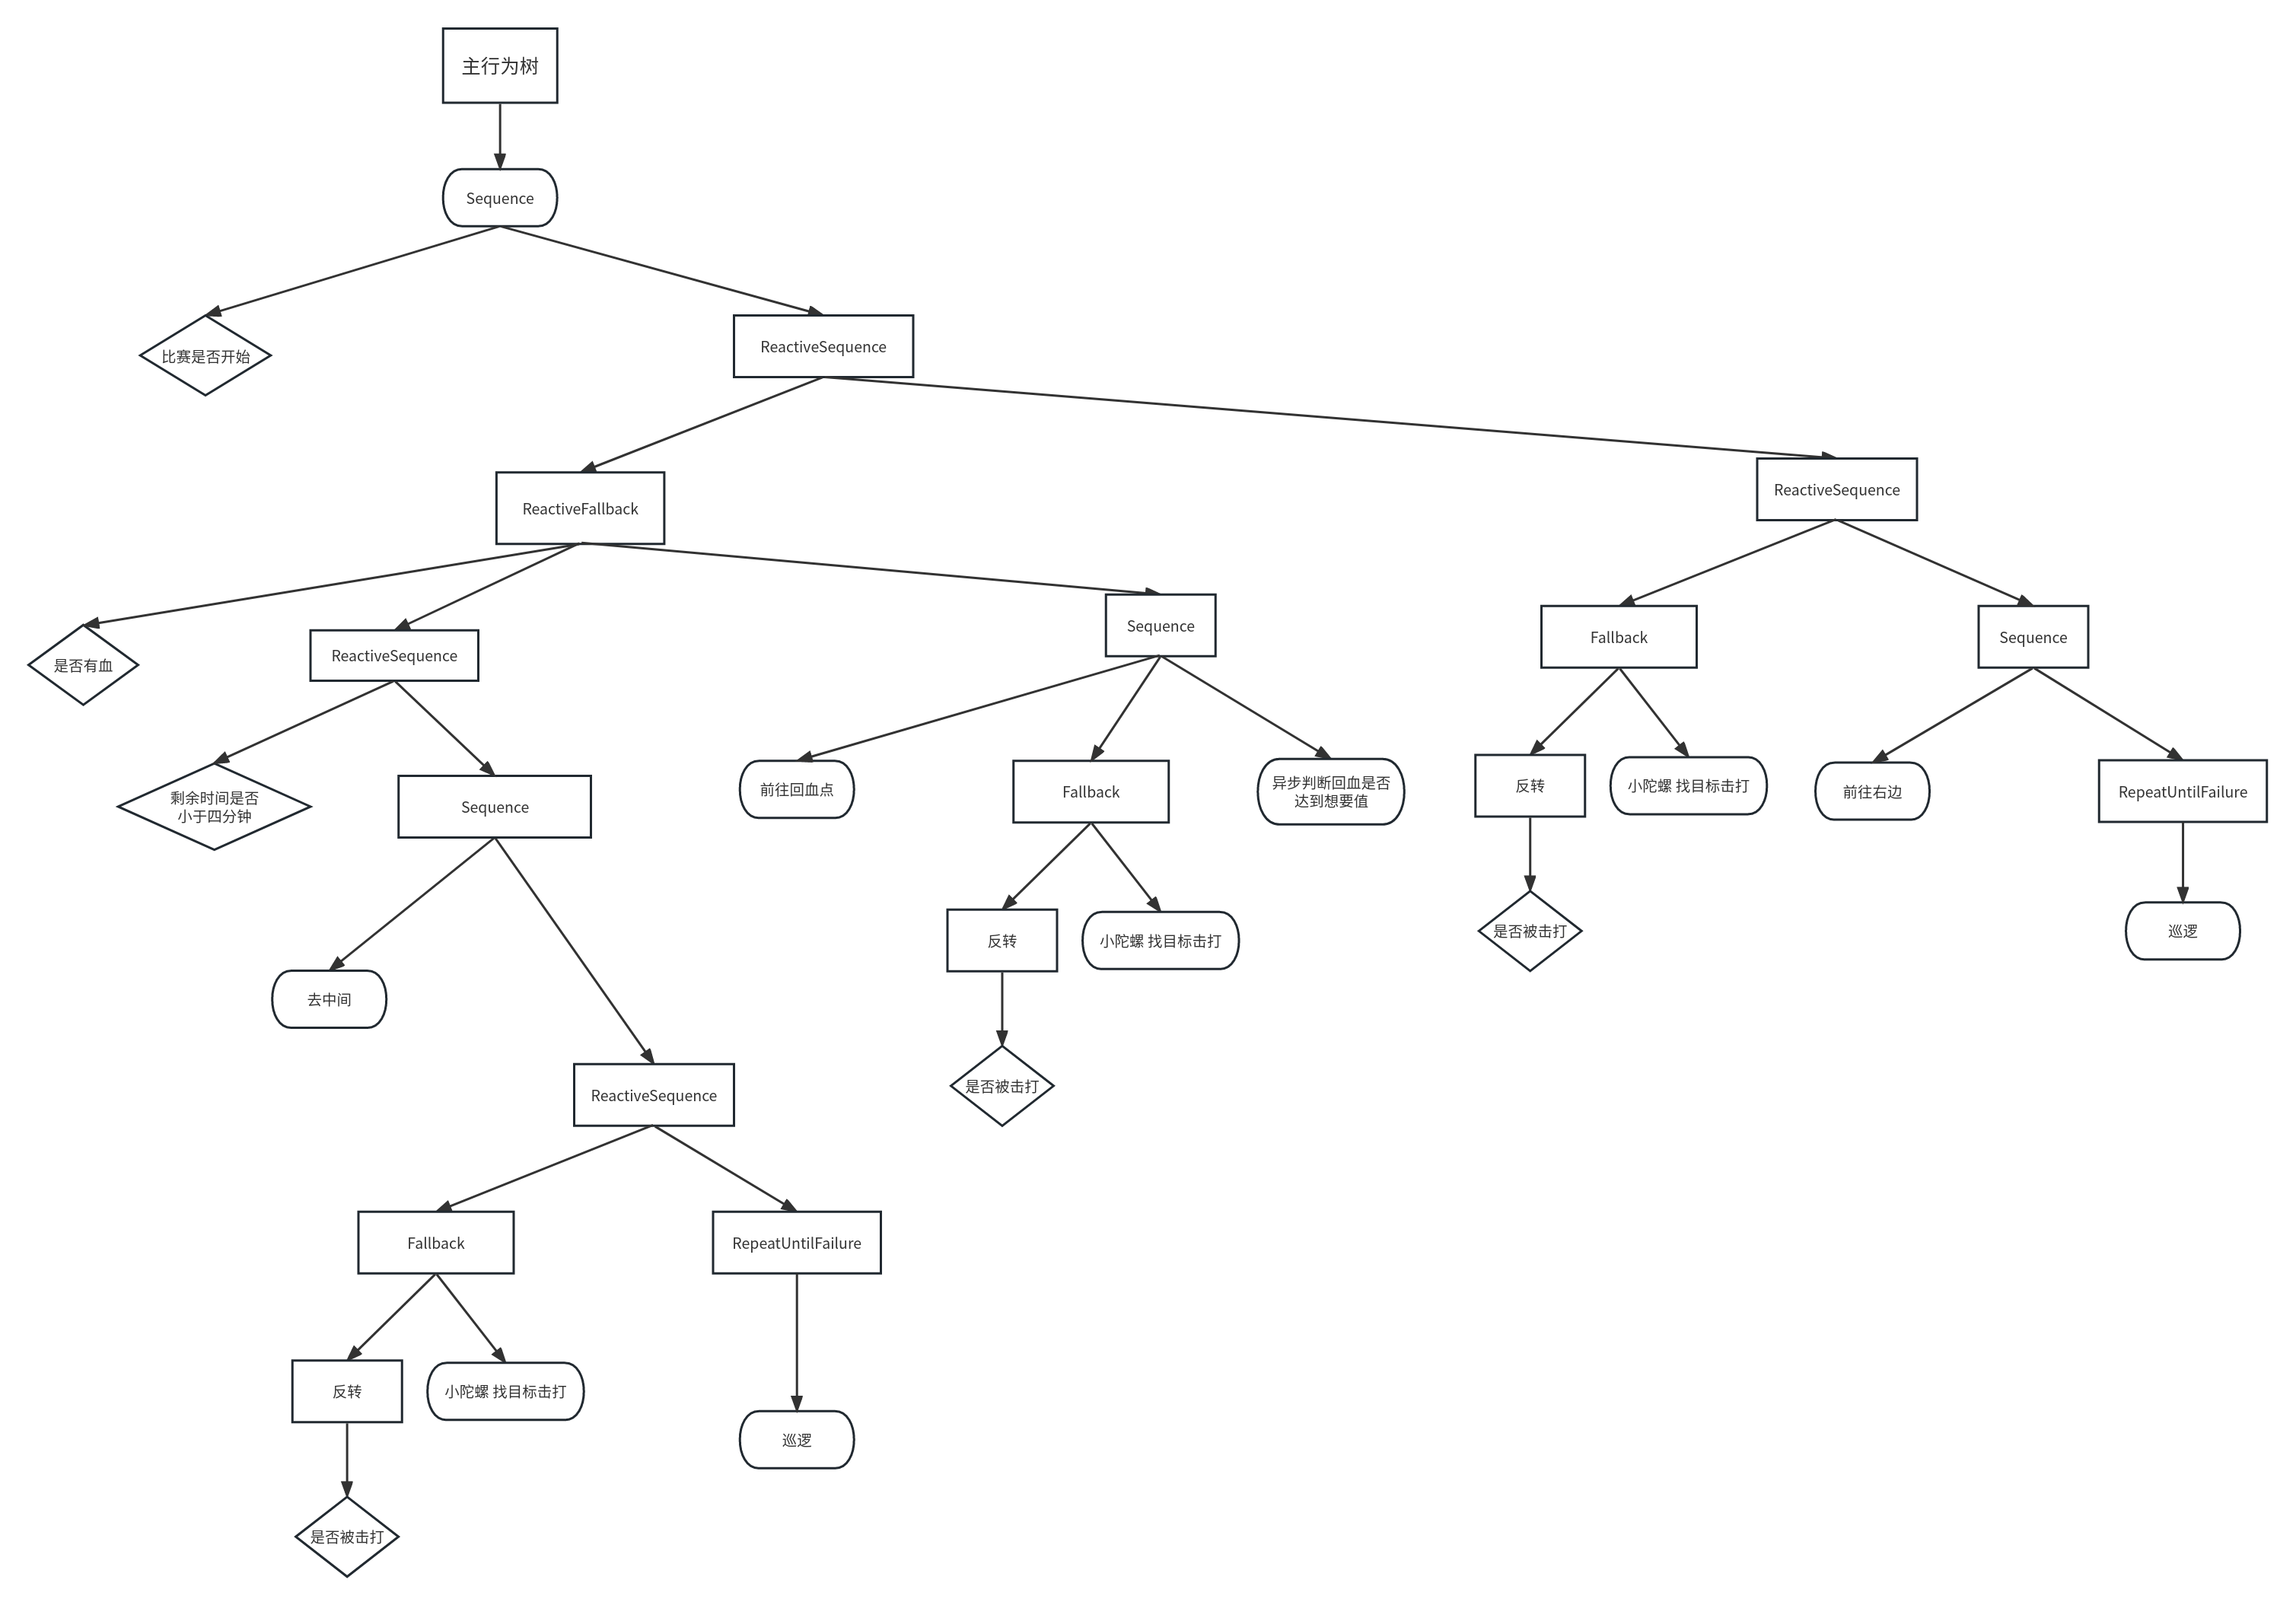 主行为树
Sequence
比赛是否开始
ReactiveSequence
ReactiveFallback
ReactiveSequence
是否有血
ReactiveSequence
Sequence
Fallback
Sequence
剩余时间是否
小于四分钟
Sequence
前往回血点
Fallback
异步判断回血是否
达到想要值
反转
小陀螺 找目标击打
前往右边
RepeatUntilFailure
反转
小陀螺 找目标击打
是否被击打
巡逻
去中间
是否被击打
ReactiveSequence
Fallback
RepeatUntilFailure
反转
小陀螺 找目标击打
巡逻
是否被击打